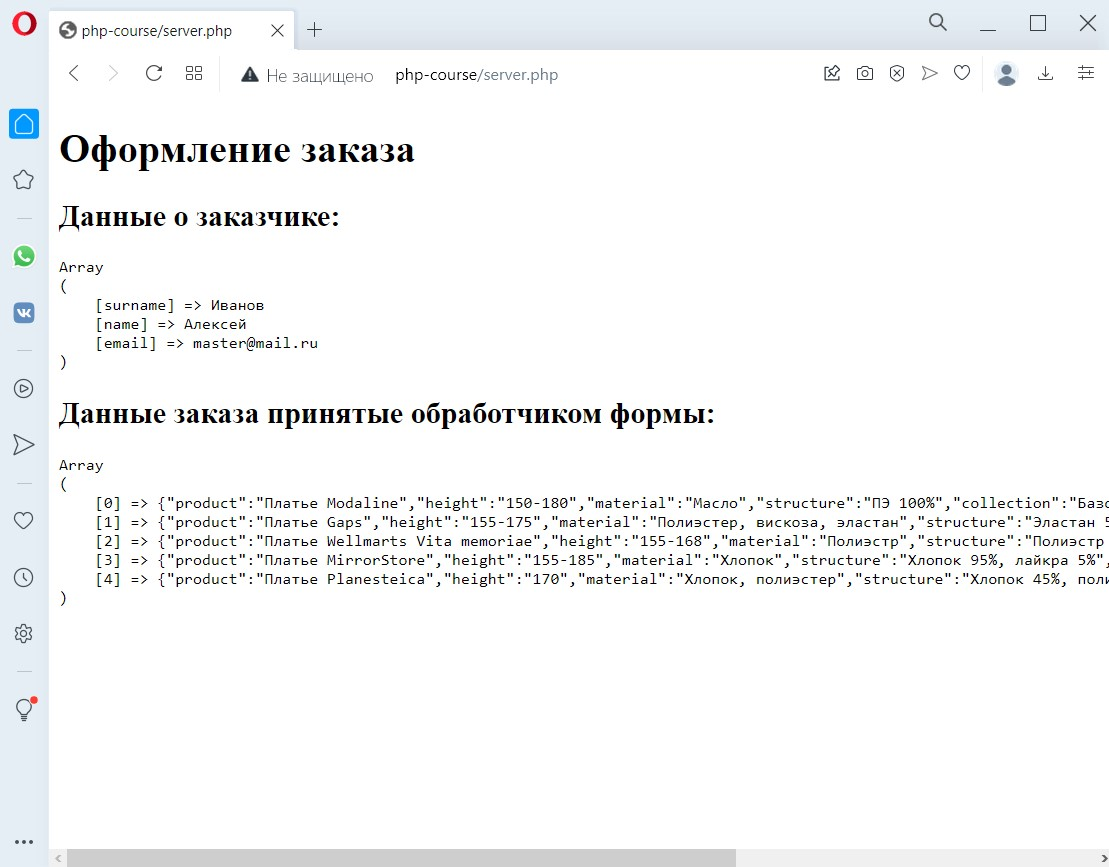 php-course/server.php
Не защищено php-course/server.php
Оформление заказа
Данные о заказчике:
Array
(
[surname] => Иванов
[name] => Алексей
[email] => master@mail.ru
)
Данные заказа принятые обработчиком формы:
Array
(
[0] => {"product":"Платье Modaline","height":"150-180","material":"Масло","structure":"ПЭ 100%","collection":"Базо
[1] => {"product":"Платье Gaps","height":"155-175","material":"Полиэстер, вискоза, эластан","structure":"Эластан 5
[2] => {"product":"Платье Wellmarts Vita memoriae","height":"155-168","material":"Полиэстр","structure":"Полиэстр
[3] => {"product":"Платье MirrorStore","height":"155-185","material":"Хлопок","structure":"Хлопок 95%, лайкра 5%",
[4] => {"product":"Платье Planesteica","height":"170","material":"Хлопок, полиэстер","structure":"Хлопок 45%, поли
)